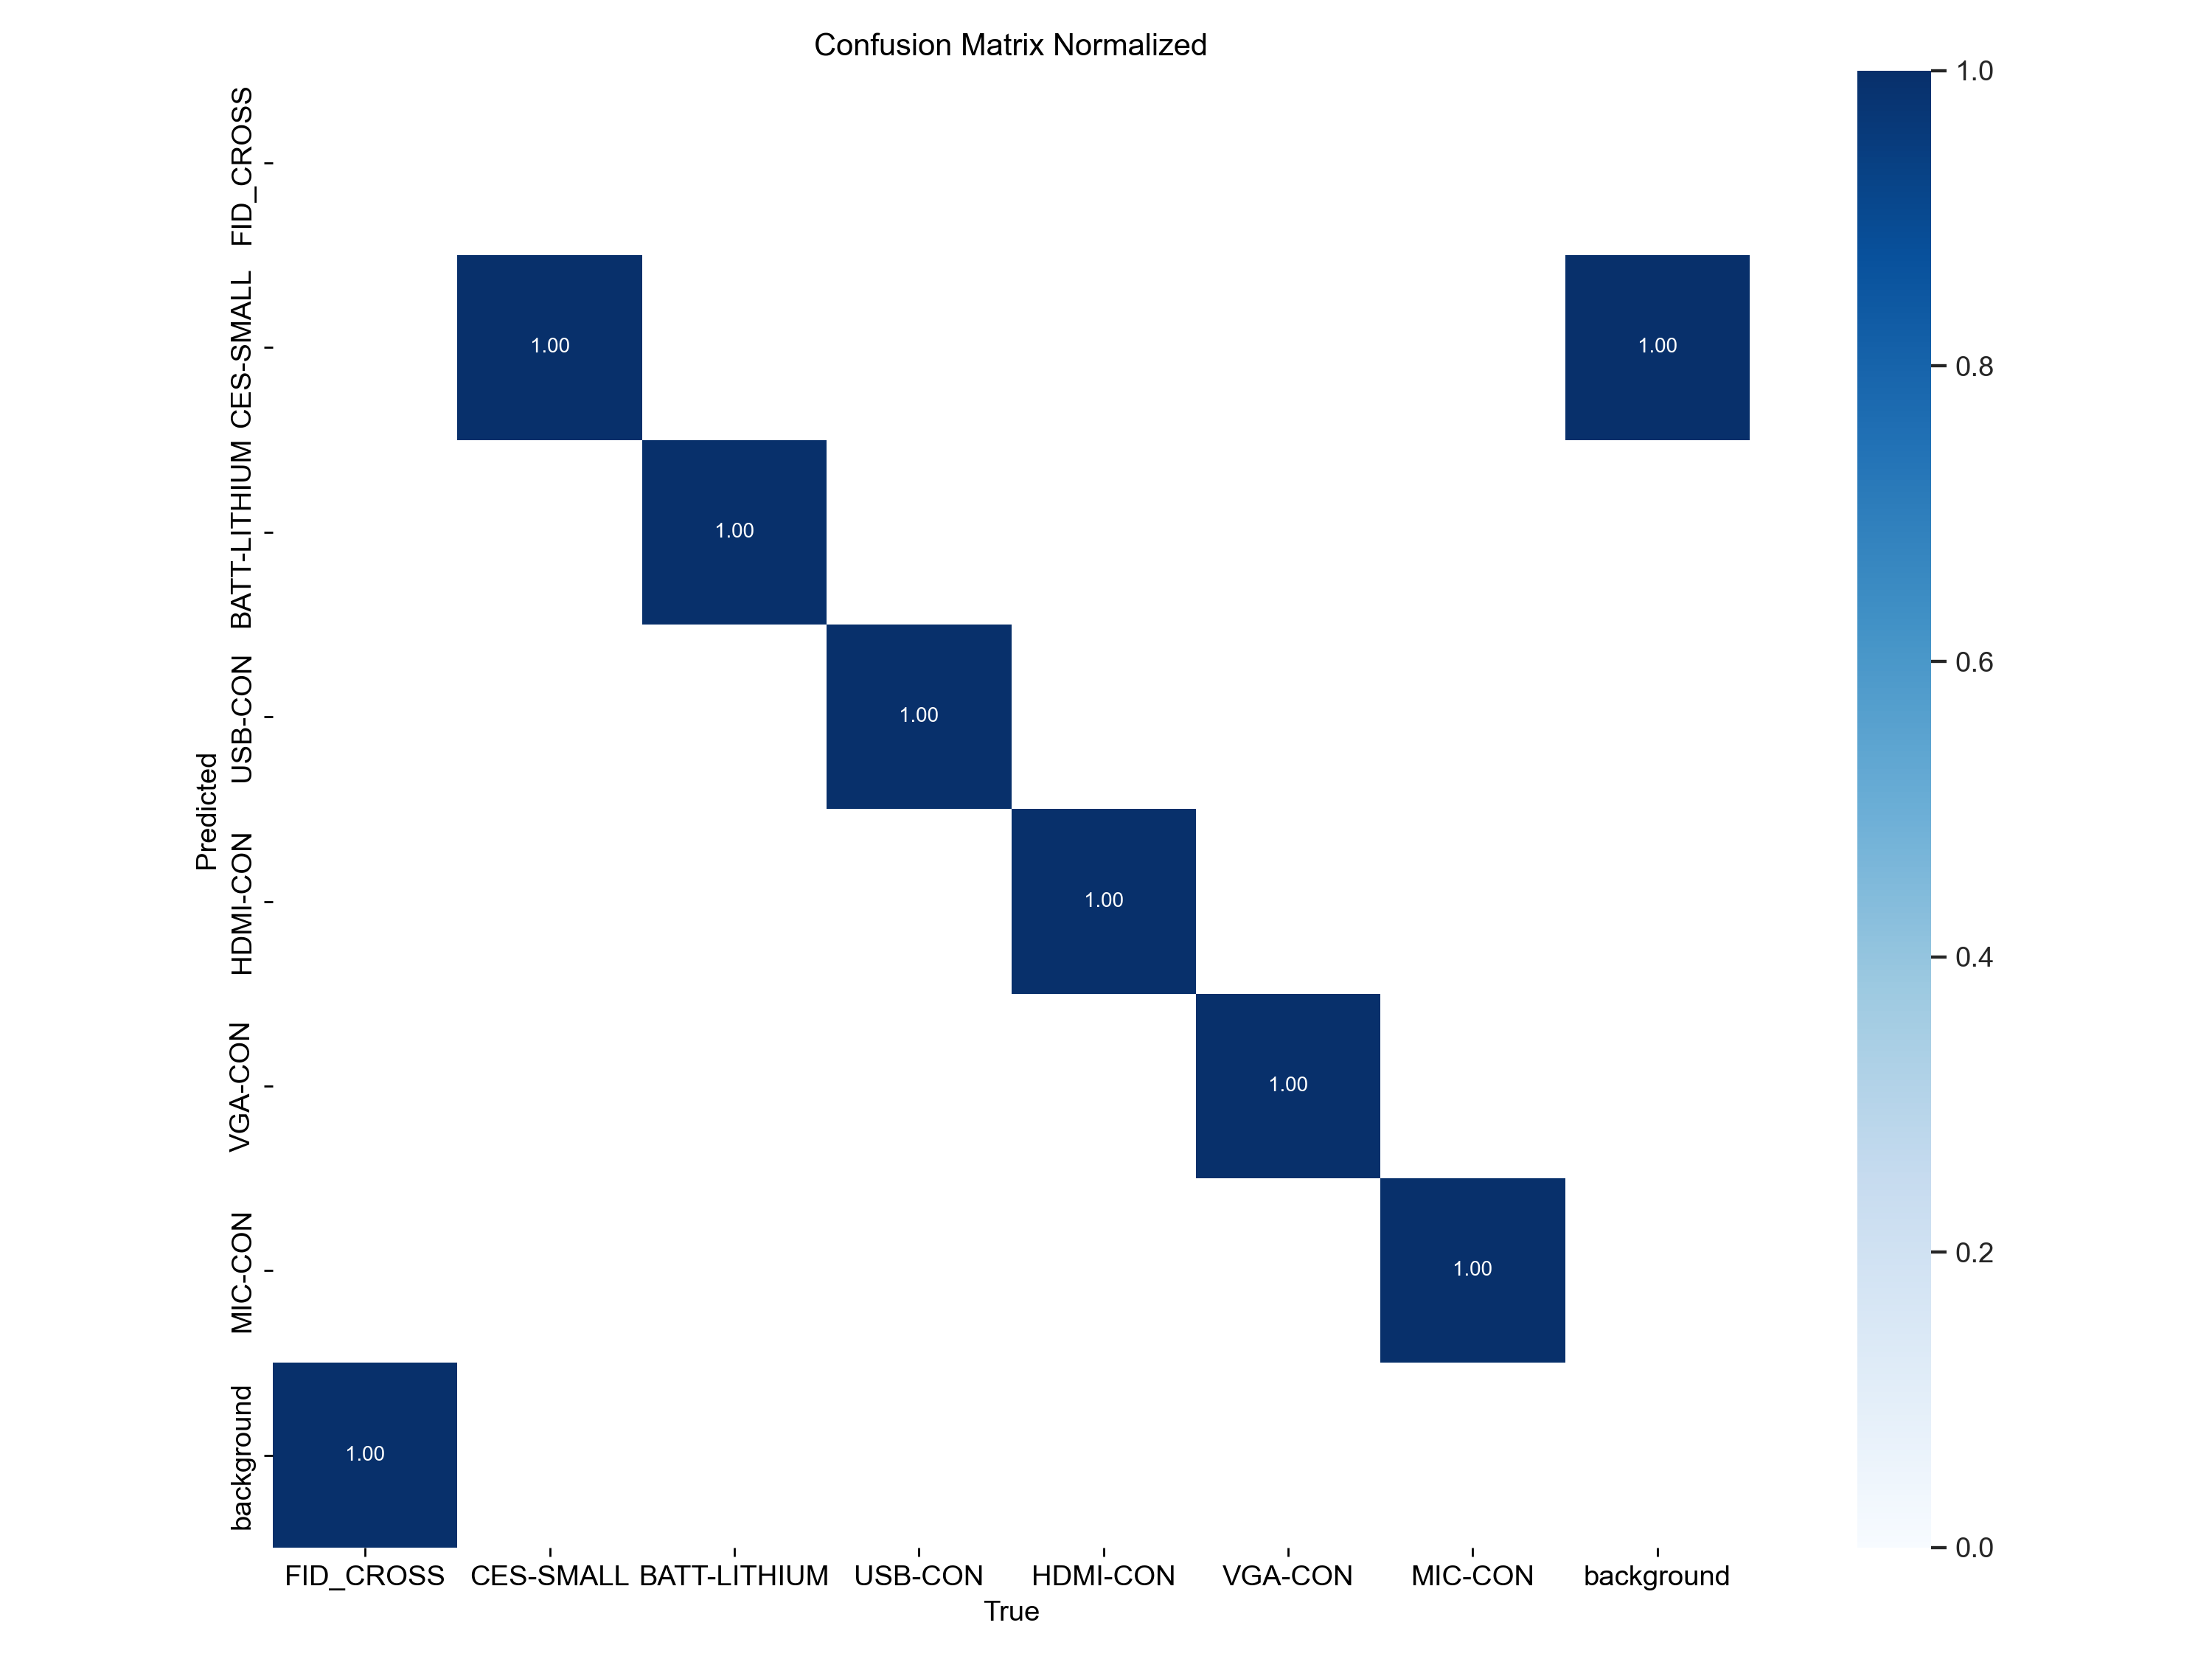 Confusion Matrix Normalized
FID_CROSS
CES-SMALL
BATT-LITHIUM
USB-CON
HDMI-CON
VGA-CON
MIC-CON
background
Predicted
1.00
1.00
1.00
1.00
1.00
1.00
1.00
1.00
FID_CROSS CES-SMALL BATT-LITHIUM USB-CON HDMI-CON VGA-CON MIC-CON background
True
1.0
0.8
0.6
0.4
0.2
0.0